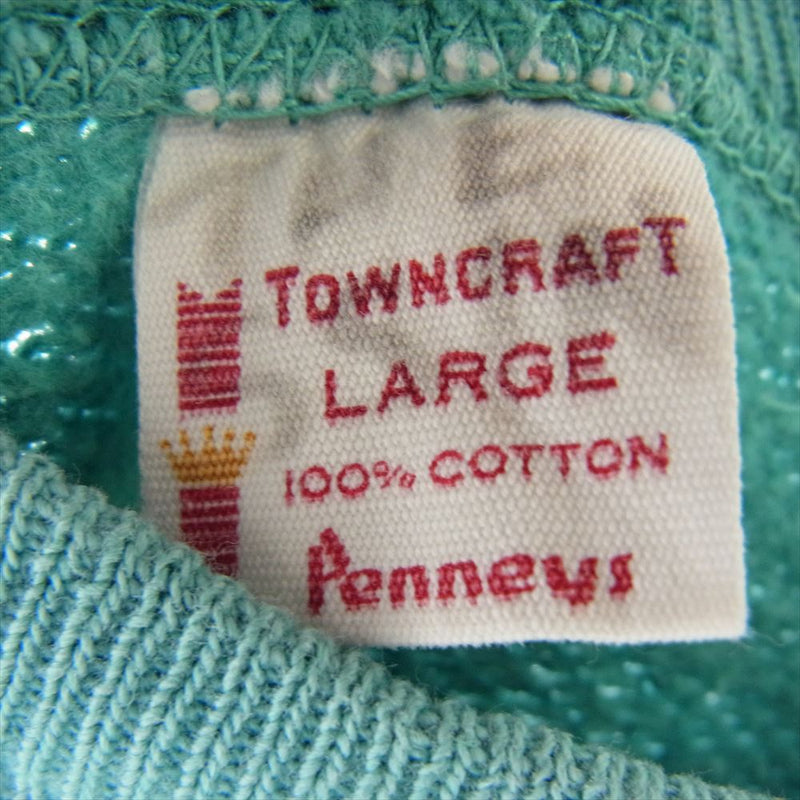 TOWNCRAFT
LARGE
100% COTTON
Penneys